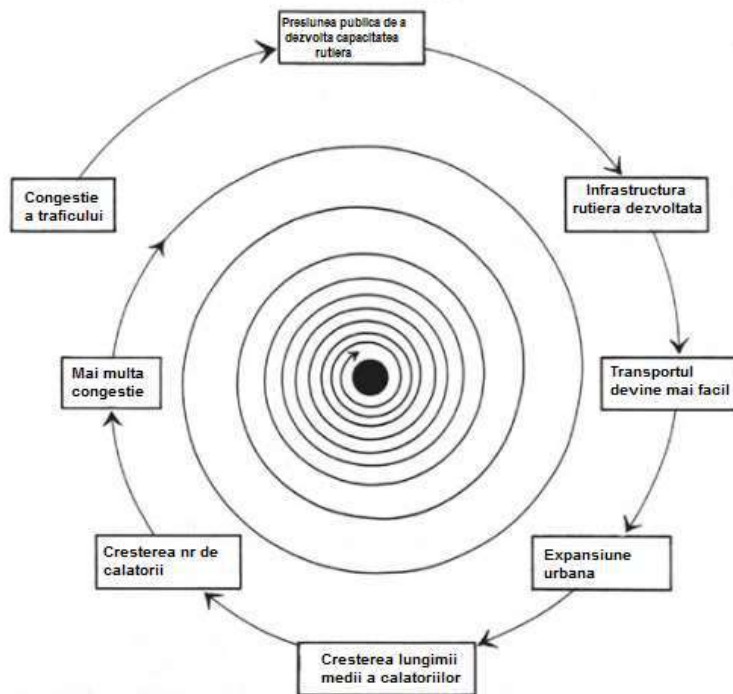 Presiunea publica de a
dezvolta capacitatea
rutiera
Congestie
a traficului
Infrastructura
rutiera dezvoltata
Mai multa
congestie
Transportul
devine mai facil
Cresterea nr de
calatorii
Expansiune
urbana
Cresterea lungimii
medii a calatoriilor